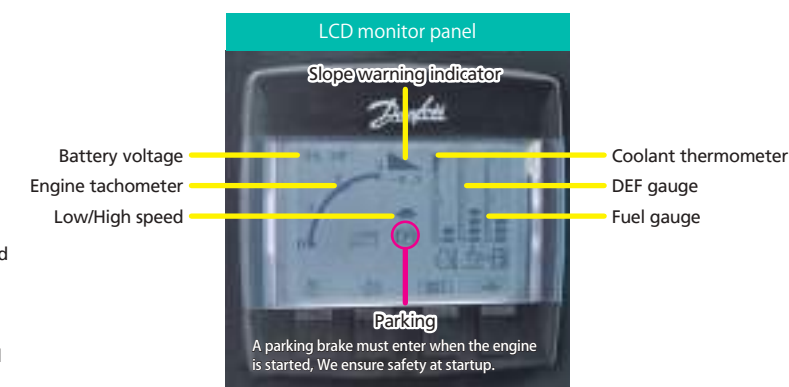 LCD monitor panel
Slope warning indicator
Danfoss
Battery voltage
Engine tachometer
Low/High speed
Coolant thermometer
DEF gauge
Fuel gauge
Parking
A parking brake must enter when the engine
is started, We ensure safety at startup.